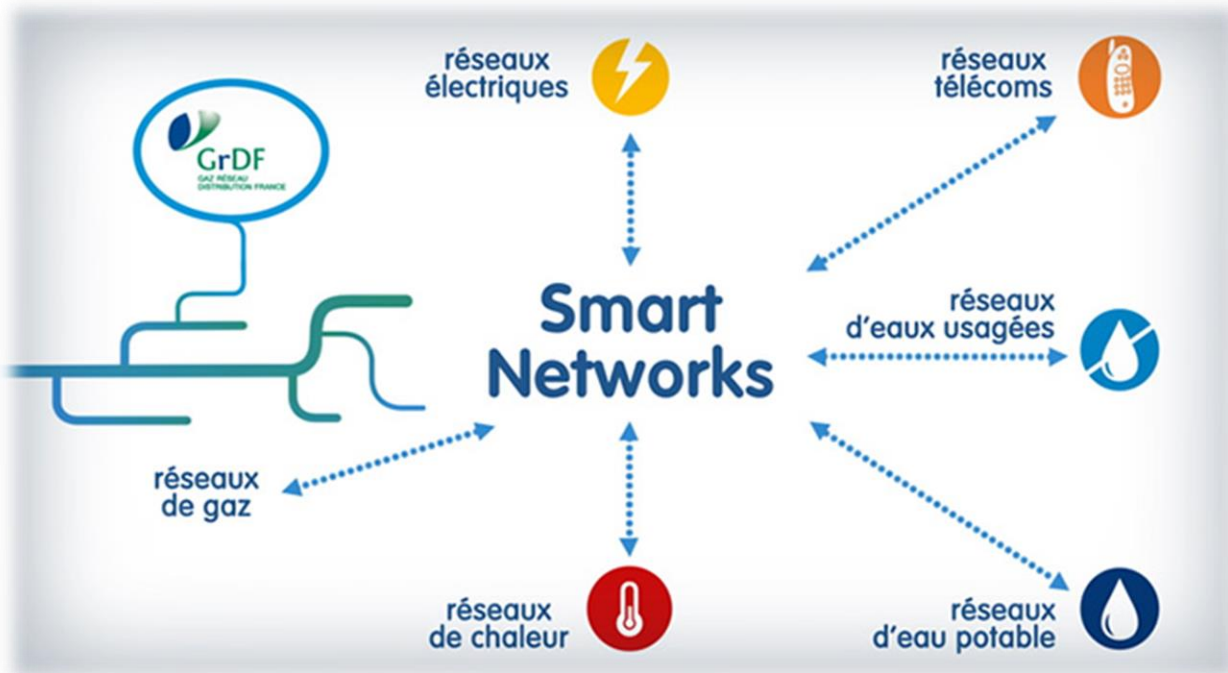 réseaux
électriques
réseaux
télécoms
GrDF
GAZ RÉSEAU
DISTRIBUTION FRANCE
Smart
Networks
réseaux
d'eaux usagées
réseaux
de gaz
réseaux
de chaleur
réseaux
d'eau potable